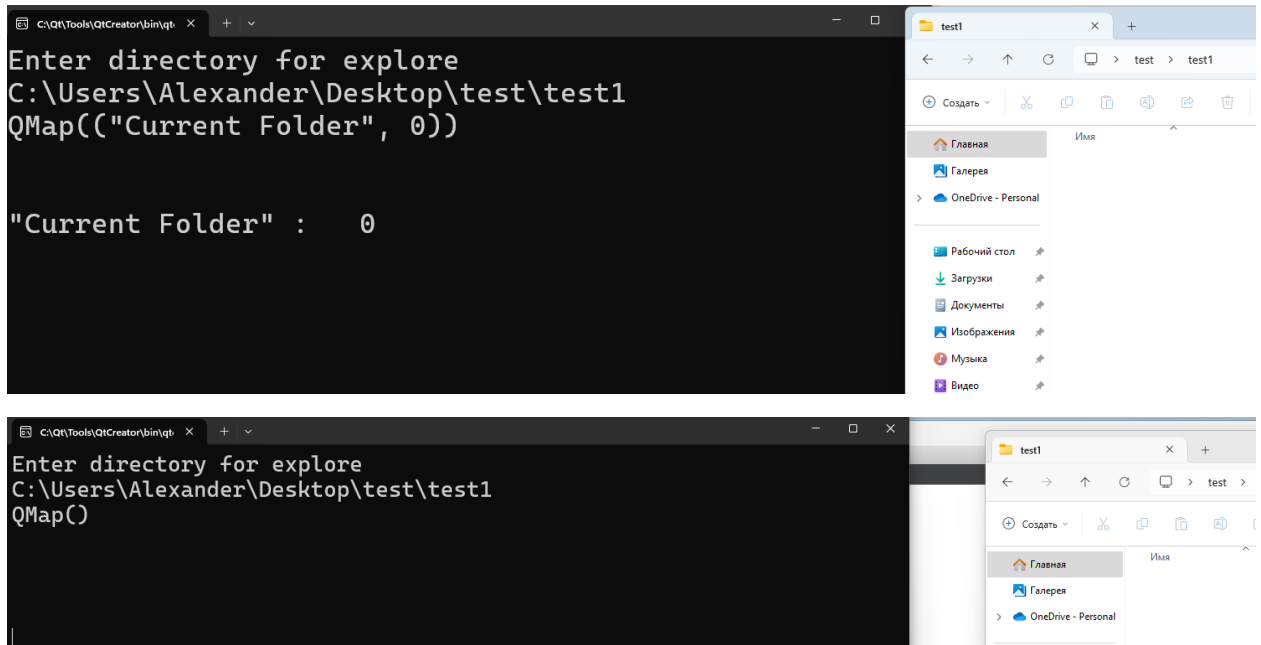 C:\Qt\Tools\QtCreator\bin\qt
Enter directory for explore
C:\Users\Alexander\Desktop\test\test1
QMap(("Current Folder", 0))
"Current Folder" :   0
test1
test > test1
Создать
Имя
Главная
Галерея
OneDrive - Personal
Рабочий стол
Загрузки
Документы
Изображения
Музыка
Видео
C:\Qt\Tools\QtCreator\bin\qt
Enter directory for explore
C:\Users\Alexander\Desktop\test\test1
QMap()
test1
test >
Создать
Имя
Главная
Галерея
OneDrive - Personal